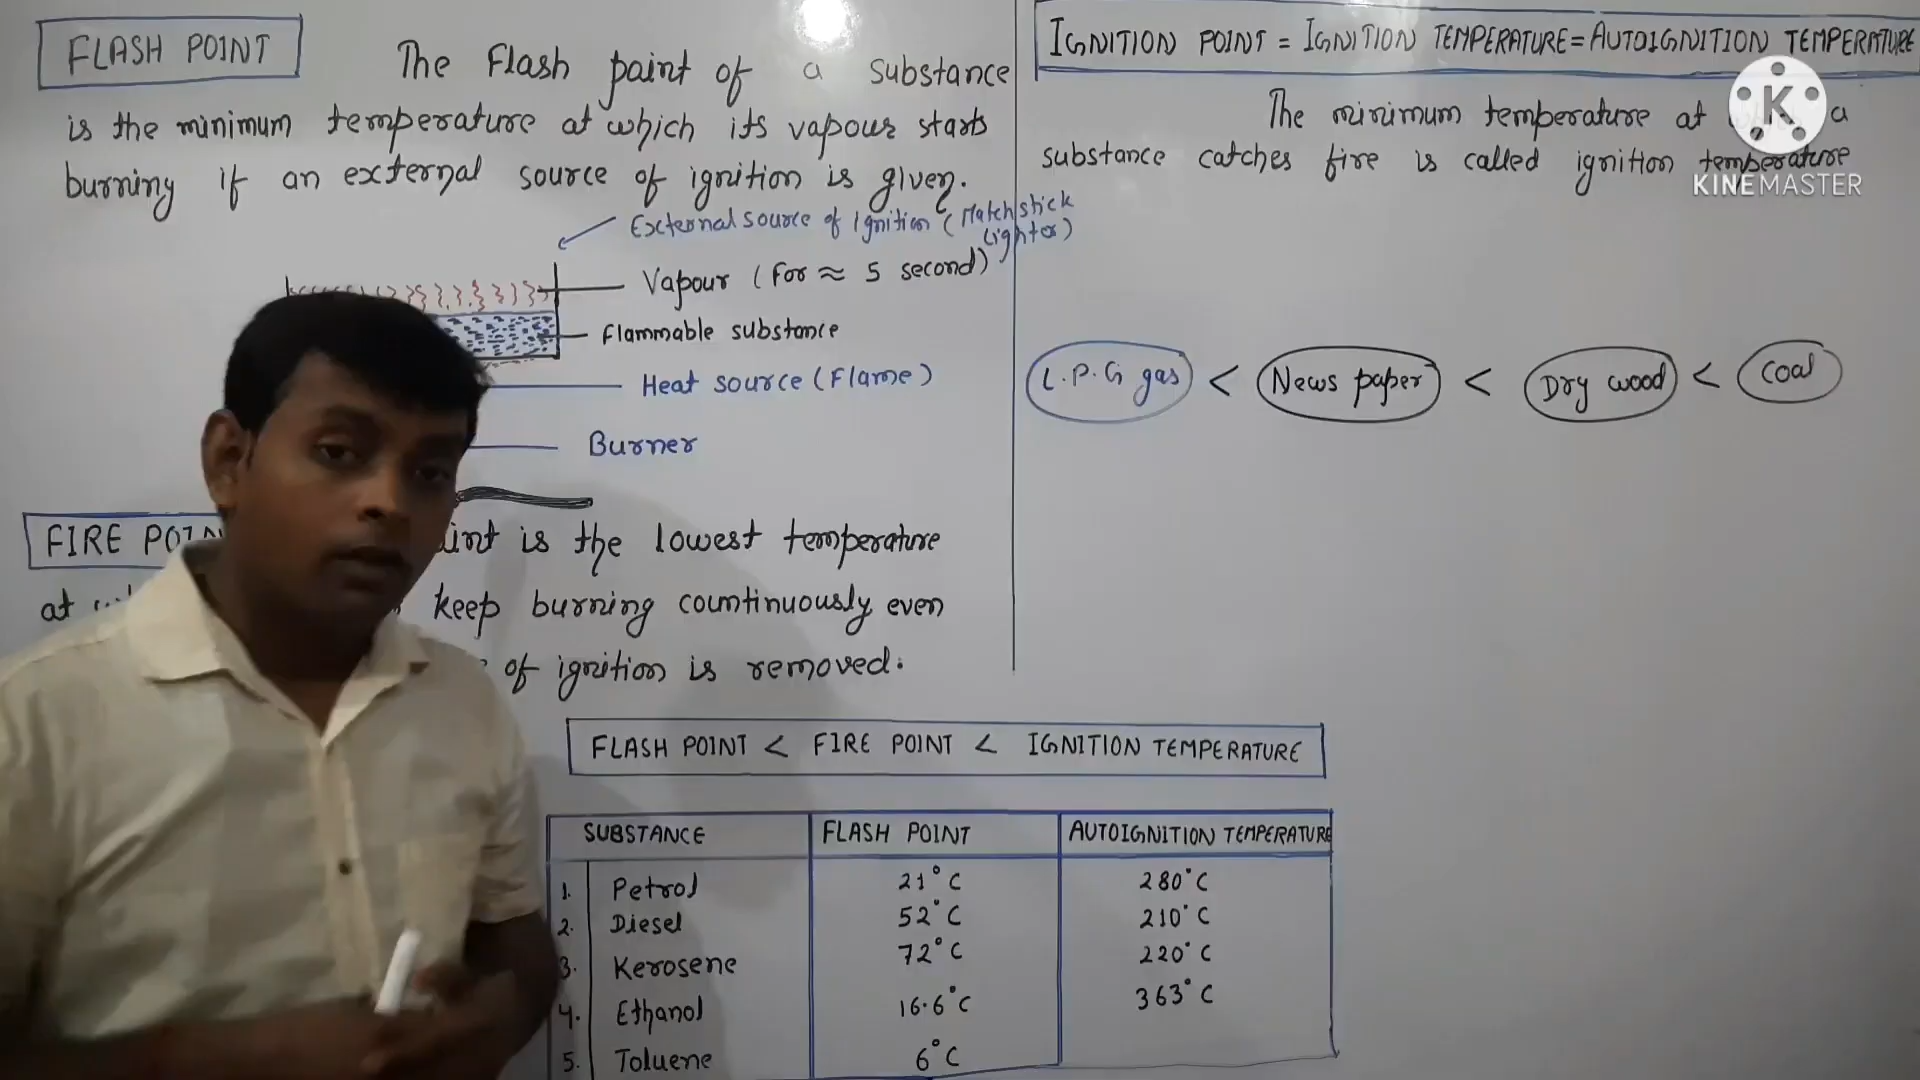 FLASH POINT
The Flash paint of a substance
is the minimum temperature at which its vapour starts
burning if an external source of ignition is given.
External source of Ignition (Matchstick
Lighter)
Vapour (For ≈ 5 second)
Flammable substance
Heat source (Flame)
Burner
FIRE POIN
int is the lowest temperature
at keep burning countinuously even
of ignition is removed.
IGNITION POINT = IGNITION TEMPERATURE = AUTOIGNITION TEMPERATURE
The minimum temperature at a
substance catches fire is called ignition temperature
K
KINEMASTER
L.P.G gas < News paper < Dry wood < Coal
FLASH POINT < FIRE POINT < IGNITION TEMPERATURE
SUBSTANCE FLASH POINT AUTOIGNITION TEMPERATURE
1. Petrol 21°C 280°C
2. Diesel 52°C 210°C
3. Kerosene 72°C 220°C
4. Ethanol 16.6°C 363°C
5. Toluene 6°C